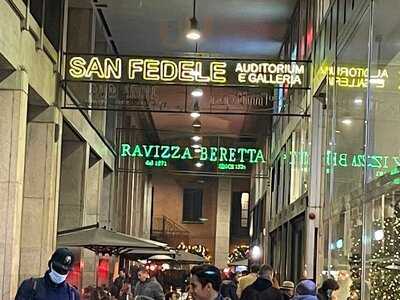 SAN FEDELE AUDITORIUM
E GALLERIA
RAVIZZA BERETTA
dal 1871